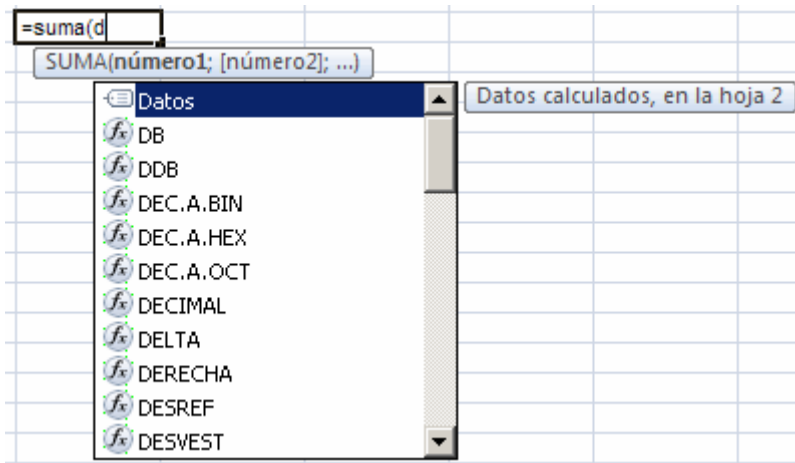 =suma(d
SUMA(número1; [número2]; ...)
Datos
Datos calculados, en la hoja 2
DB
DDB
DEC.A.BIN
DEC.A.HEX
DEC.A.OCT
DECIMAL
DELTA
DERECHA
DESREF
DESVEST